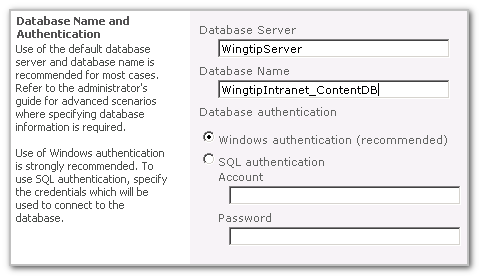 Database Name and
Authentication
Use of the default database
server and database name is
recommended for most cases.
Refer to the administrator's
guide for advanced scenarios
where specifying database
information is required.
Use of Windows authentication
is strongly recommended. To
use SQL authentication, specify
the credentials which will be
used to connect to the
database.
Database Server
WingtipServer
Database Name
WingtipIntranet_ContentDB
Database authentication
Windows authentication (recommended)
SQL authentication
Account
Password